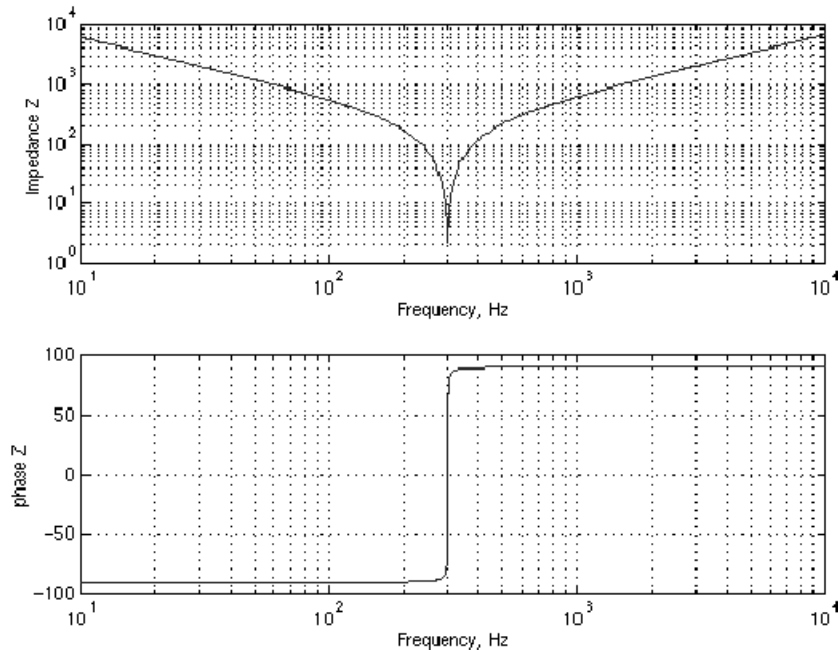 10⁴
10³
10²
10¹
10⁰
Impedance Z
10¹ 10² 10³ 10⁴
Frequency, Hz
100
50
0
−50
−100
phase Z
10¹ 10² 10³ 10⁴
Frequency, Hz